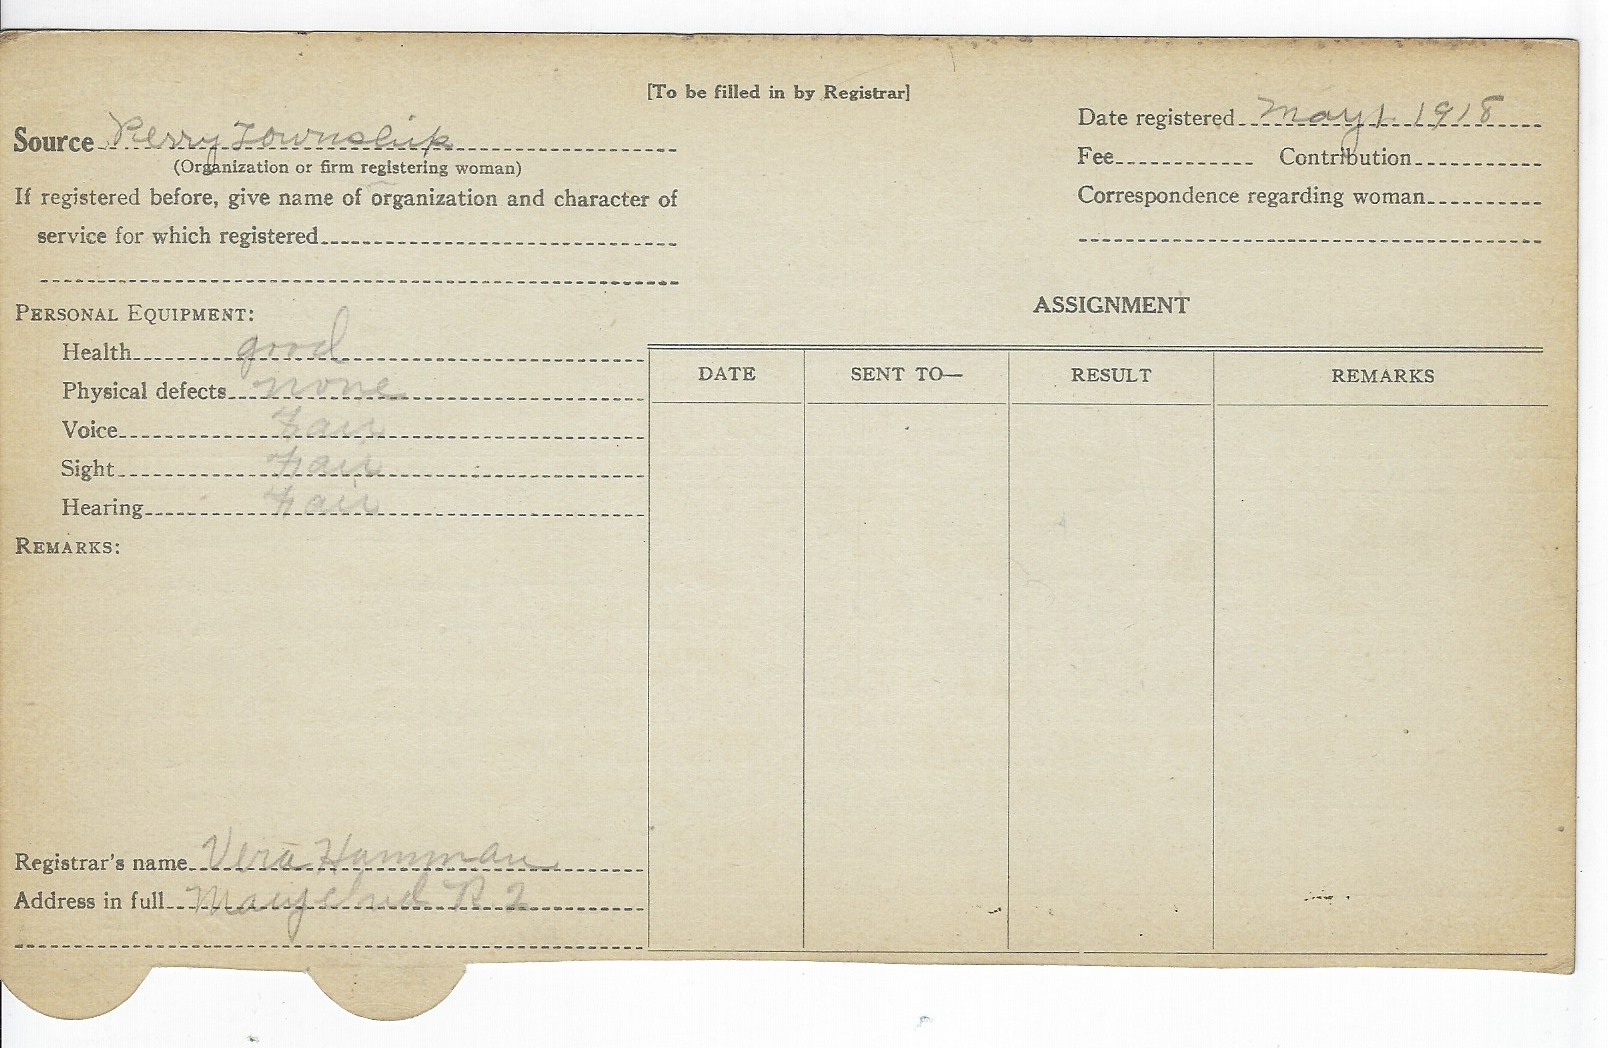 [To be filled in by Registrar]
Source Perry Township
(Organization or firm registering woman)
If registered before, give name of organization and character of
service for which registered
Date registered May 1 1918
Fee Contribution
Correspondence regarding woman
PERSONAL EQUIPMENT:
Health good
Physical defects none
Voice Fair
Sight Fair
Hearing Fair
REMARKS:
Registrar's name Vera Hamman
Address in full R 2
ASSIGNMENT
DATE SENT TO— RESULT REMARKS